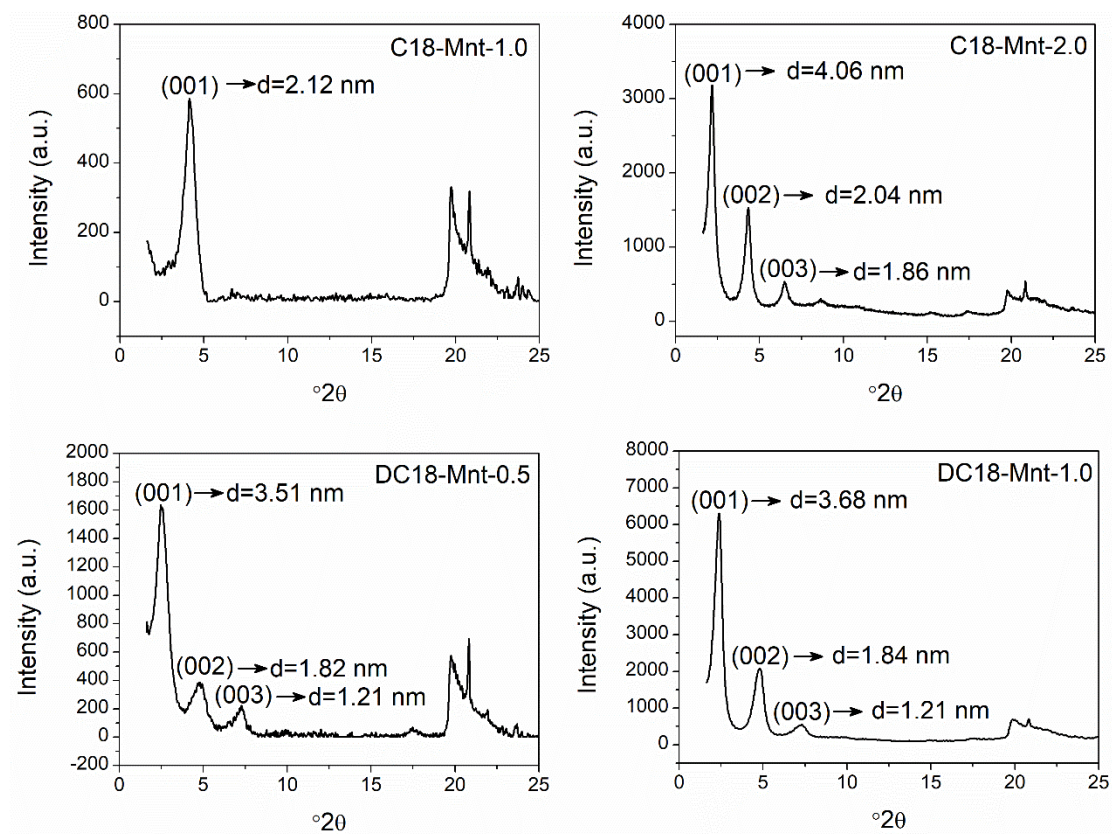 C18-Mnt-1.0
(001) →d=2.12 nm
800
600
400
200
0
Intensity (a.u.)
0 5 10 15 20 25
°2θ
C18-Mnt-2.0
(001) → d=4.06 nm
(002) → d=2.04 nm
(003) → d=1.86 nm
4000
3000
2000
1000
0
Intensity (a.u.)
0 5 10 15 20 25
°2θ
DC18-Mnt-0.5
(001)→d=3.51 nm
(002) →d=1.82 nm
(003) →d=1.21 nm
2000
1800
1600
1400
1200
1000
800
600
400
200
0
-200
Intensity (a.u.)
0 5 10 15 20 25
°2θ
DC18-Mnt-1.0
(001) → d=3.68 nm
(002) → d=1.84 nm
(003) → d=1.21 nm
8000
7000
6000
5000
4000
3000
2000
1000
0
Intensity (a.u.)
0 5 10 15 20 25
°2θ